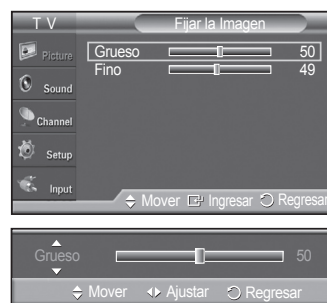 T V Fijar la Imagen
Picture
Grueso 50
Fino 49
Sound
Channel
Setup
Input
Mover Ingresar Regresar
Grueso 50
Mover Ajustar Regresar